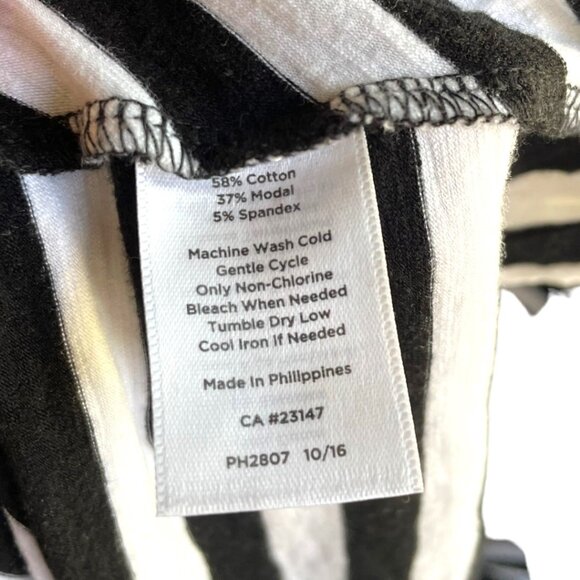 58% Cotton
37% Modal
5% Spandex
Machine Wash Cold
Gentle Cycle
Only Non-Chlorine
Bleach When Needed
Tumble Dry Low
Cool Iron If Needed
Made In Philippines
CA #23147
PH2807 10/16